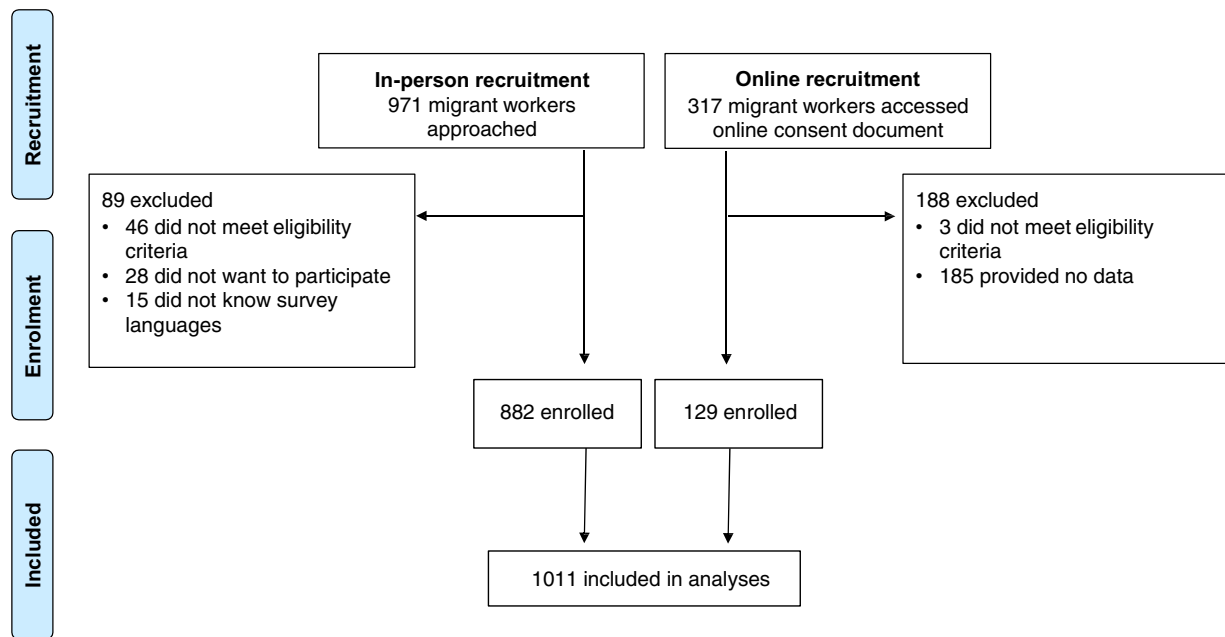 Recruitment
In-person recruitment
971 migrant workers
approached
Online recruitment
317 migrant workers accessed
online consent document
89 excluded
• 46 did not meet eligibility
criteria
• 28 did not want to participate
• 15 did not know survey
languages
188 excluded
• 3 did not meet eligibility
criteria
• 185 provided no data
Enrolment
882 enrolled
129 enrolled
Included
1011 included in analyses